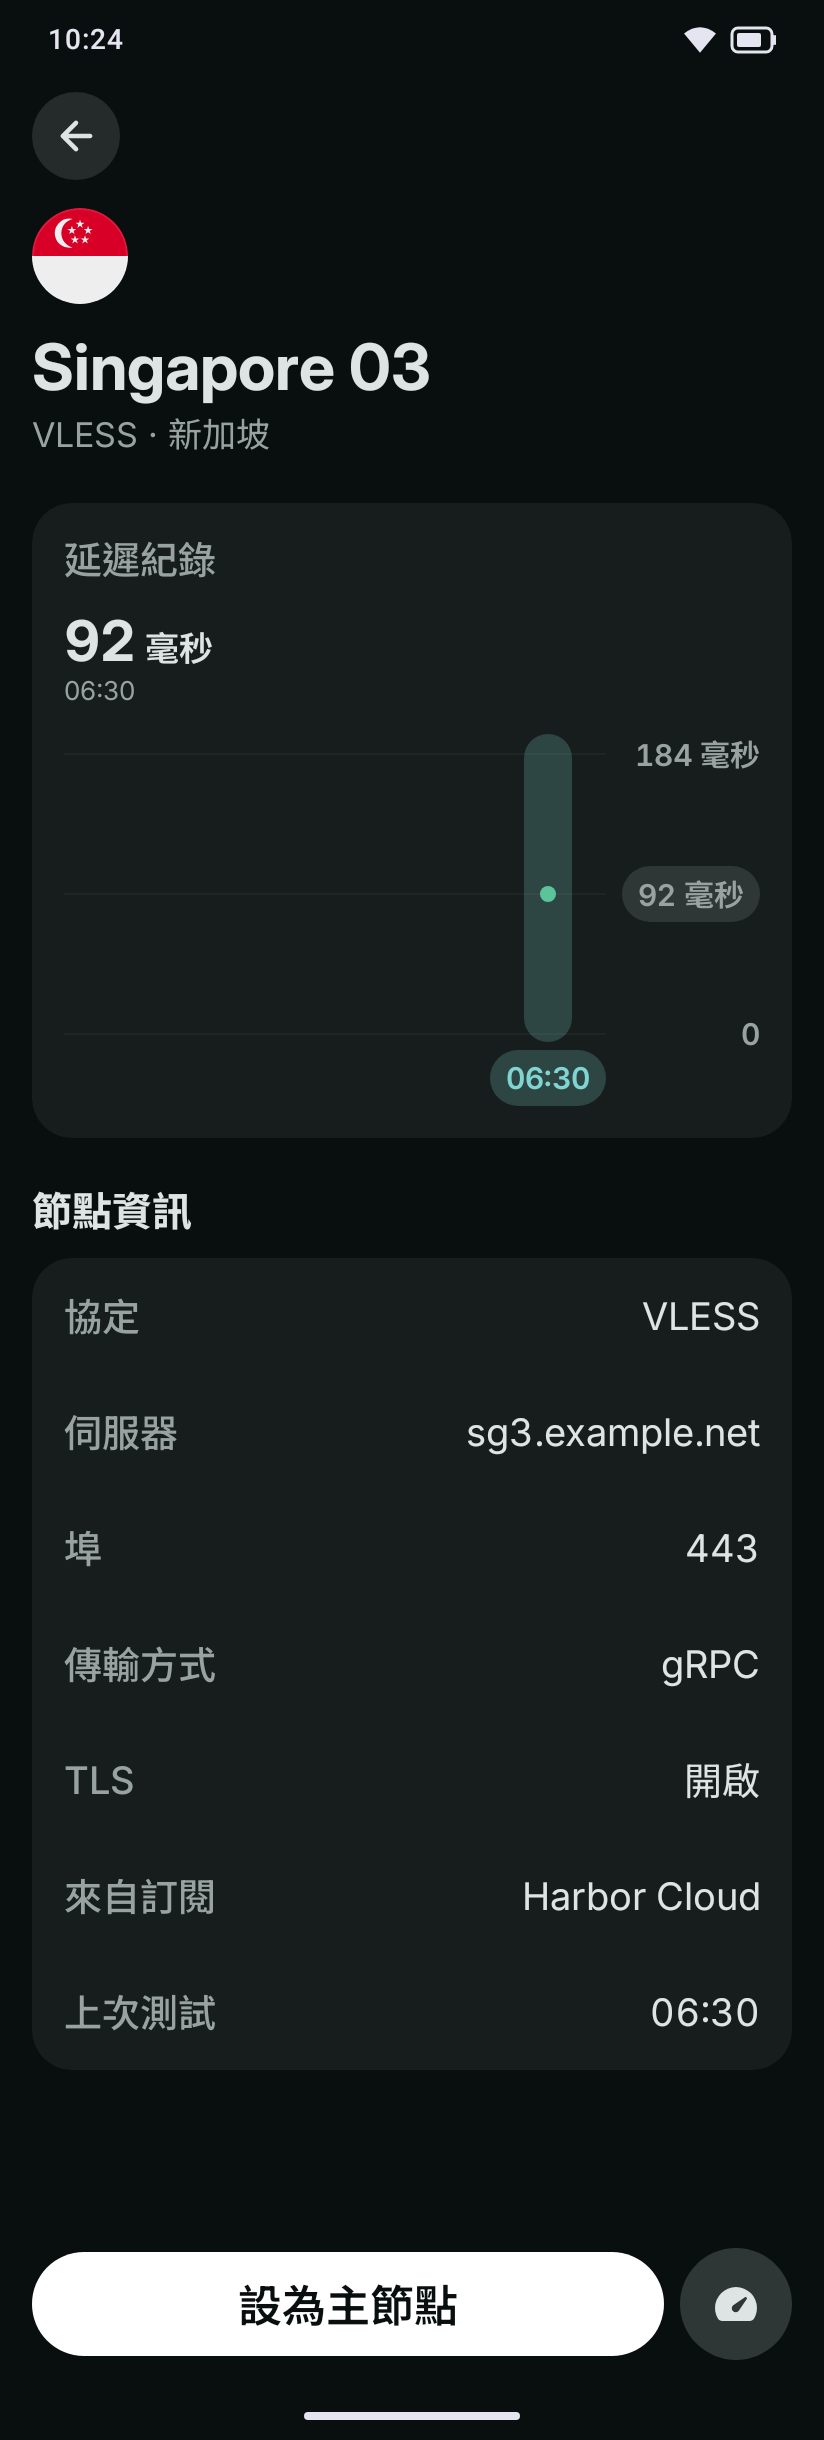 10:24
Singapore 03
VLESS · 新加坡
延遲紀錄
92 毫秒
06:30
184 毫秒
92 毫秒
0
06:30
節點資訊
協定 VLESS
伺服器 sg3.example.net
埠 443
傳輸方式 gRPC
TLS 開啟
來自訂閱 Harbor Cloud
上次測試 06:30
設為主節點